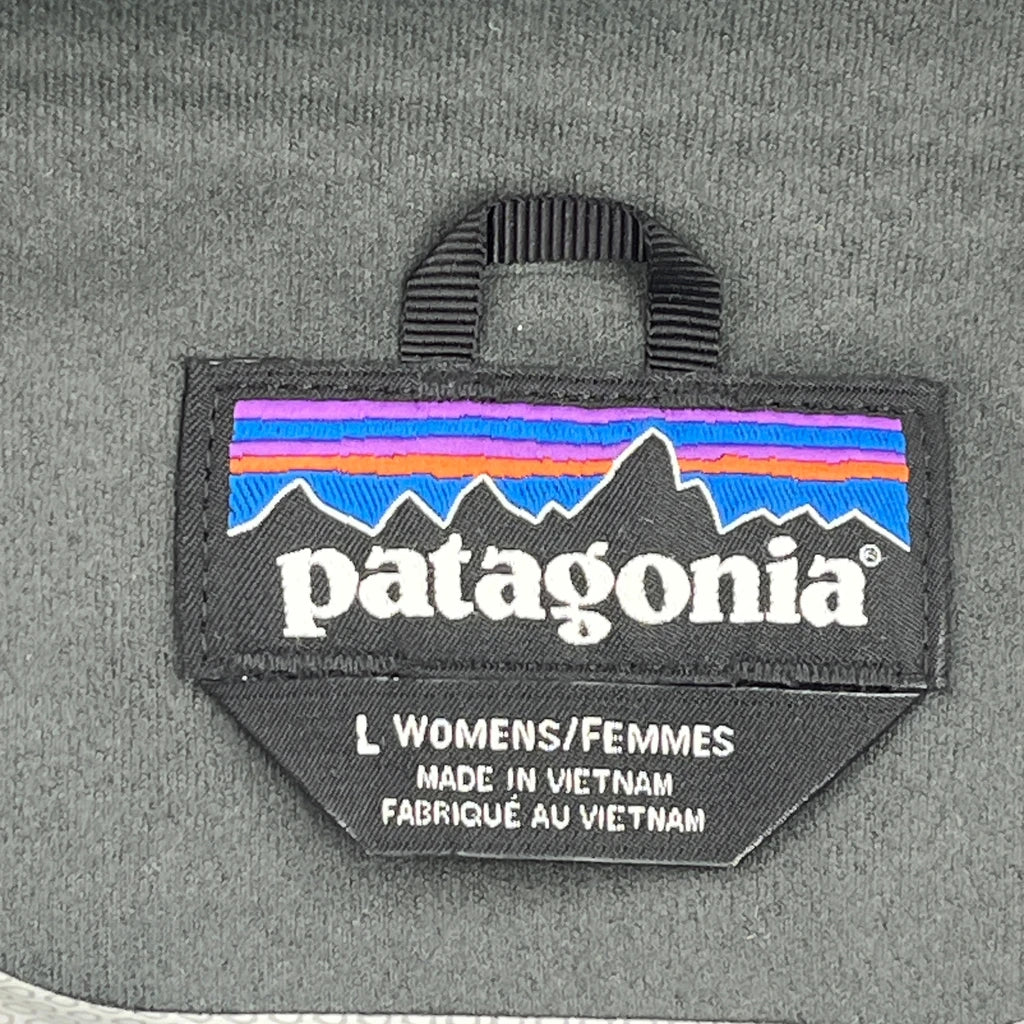 patagonia®
L WOMENS/FEMMES
MADE IN VIETNAM
FABRIQUÉ AU VIETNAM